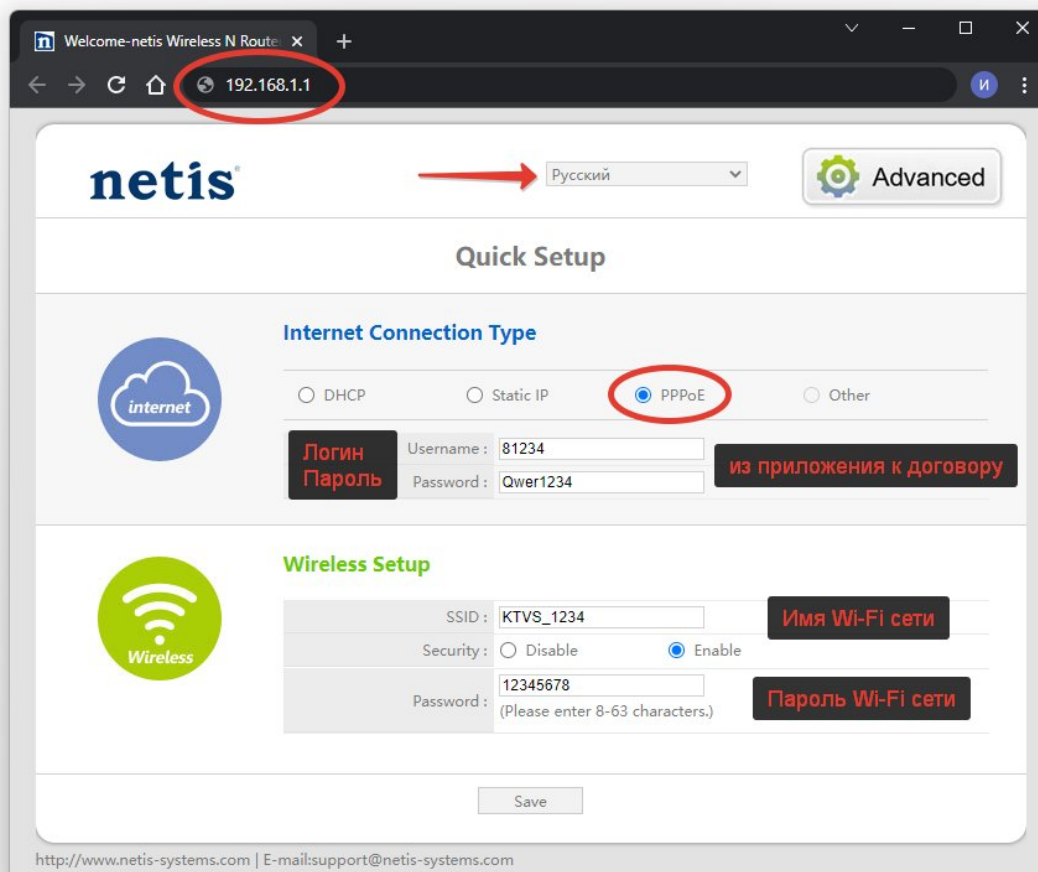 Welcome-netis Wireless N Route
192.168.1.1
И
netis
Русский
Advanced
Quick Setup
Internet Connection Type
internet
DHCP Static IP PPPoE Other
Логин
Пароль
Username : 81234
Password : Qwer1234
из приложения к договору
Wireless Setup
Wireless
SSID : KTVS_1234
Имя Wi-Fi сети
Security : Disable Enable
Password : 12345678
(Please enter 8-63 characters.)
Пароль Wi-Fi сети
Save
http://www.netis-systems.com | E-mail:support@netis-systems.com